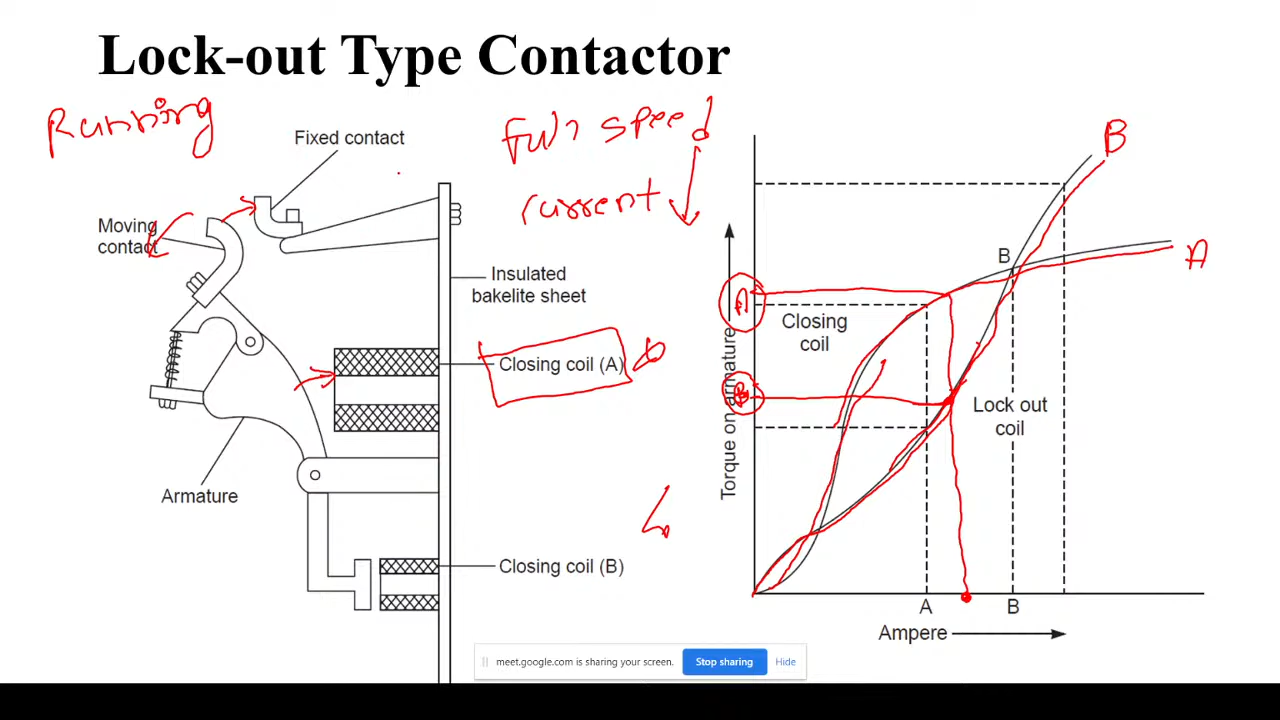 Lock-out Type Contactor
Running
Fixed contact
Full speed
current
Moving
contact
Insulated
bakelite sheet
Closing coil (A)
Armature
Closing coil (B)
B
A
B
A
B
Closing
coil
Lock out
coil
Torque on armature
A
B
Ampere
meet.google.com is sharing your screen.
Stop sharing
Hide